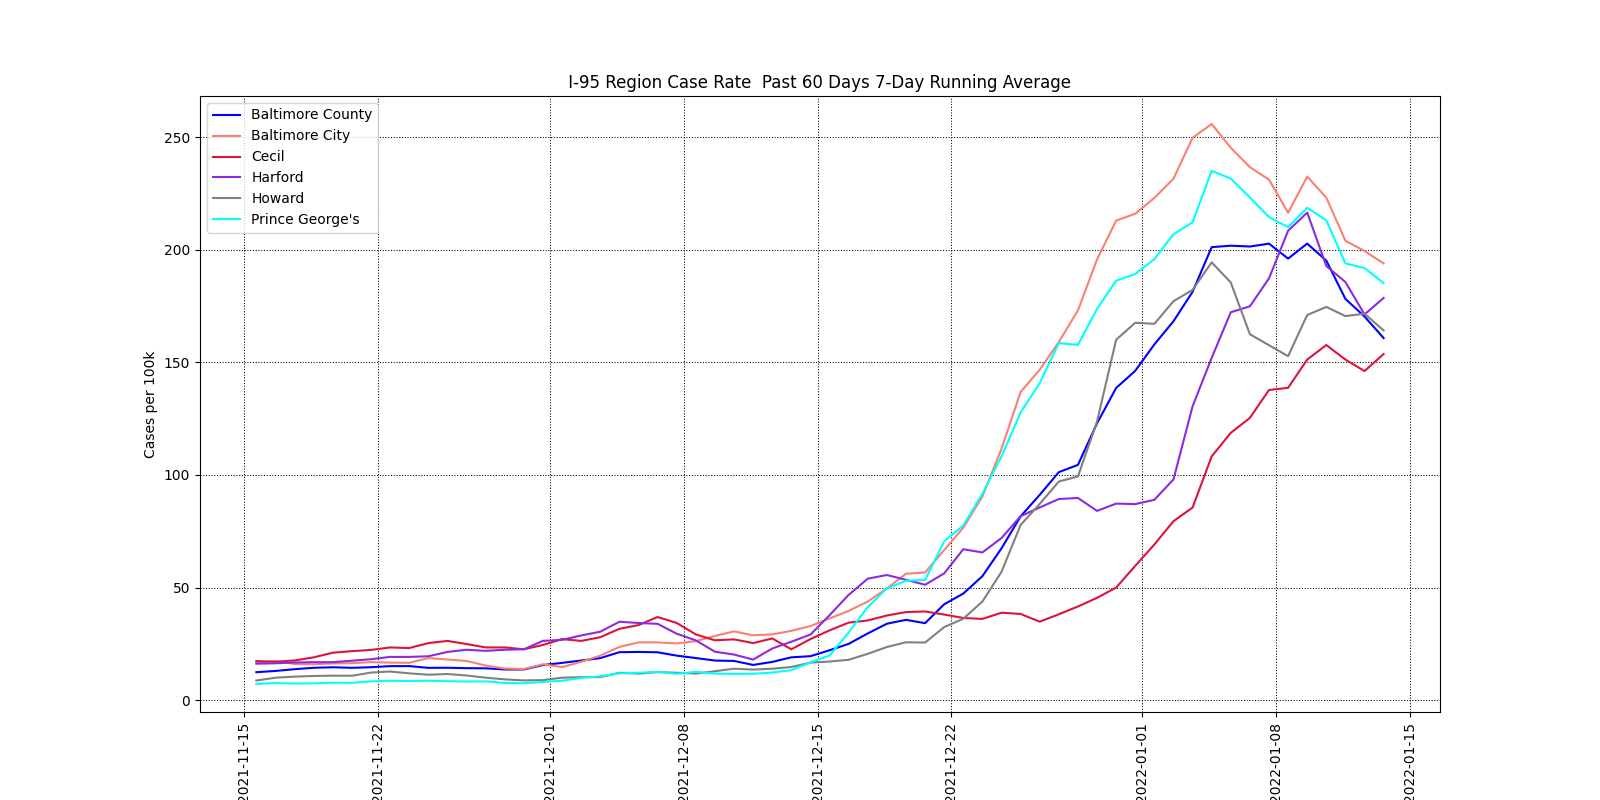 I-95 Region Case Rate  Past 60 Days 7-Day Running Average
Baltimore County
Baltimore City
Cecil
Harford
Howard
Prince George's
250
200
150
100
50
0
Cases per 100k
2021-11-15
2021-11-22
2021-12-01
2021-12-08
2021-12-15
2021-12-22
2022-01-01
2022-01-08
2022-01-15